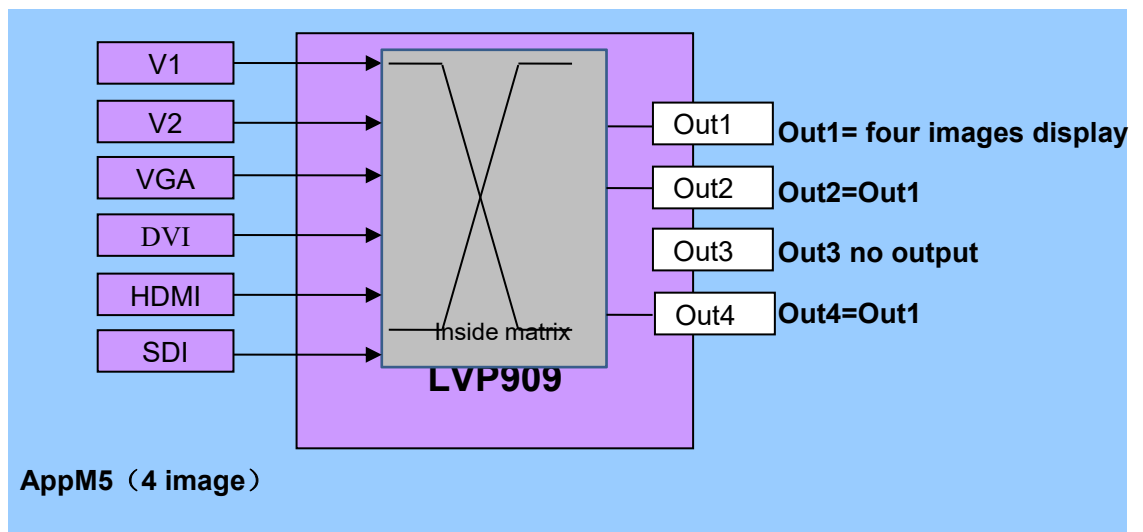 V1
V2
VGA
DVI
HDMI
SDI
Inside matrix
LVP909
Out1
Out1= four images display
Out2
Out2=Out1
Out3
Out3 no output
Out4
Out4=Out1
AppM5（4 image）